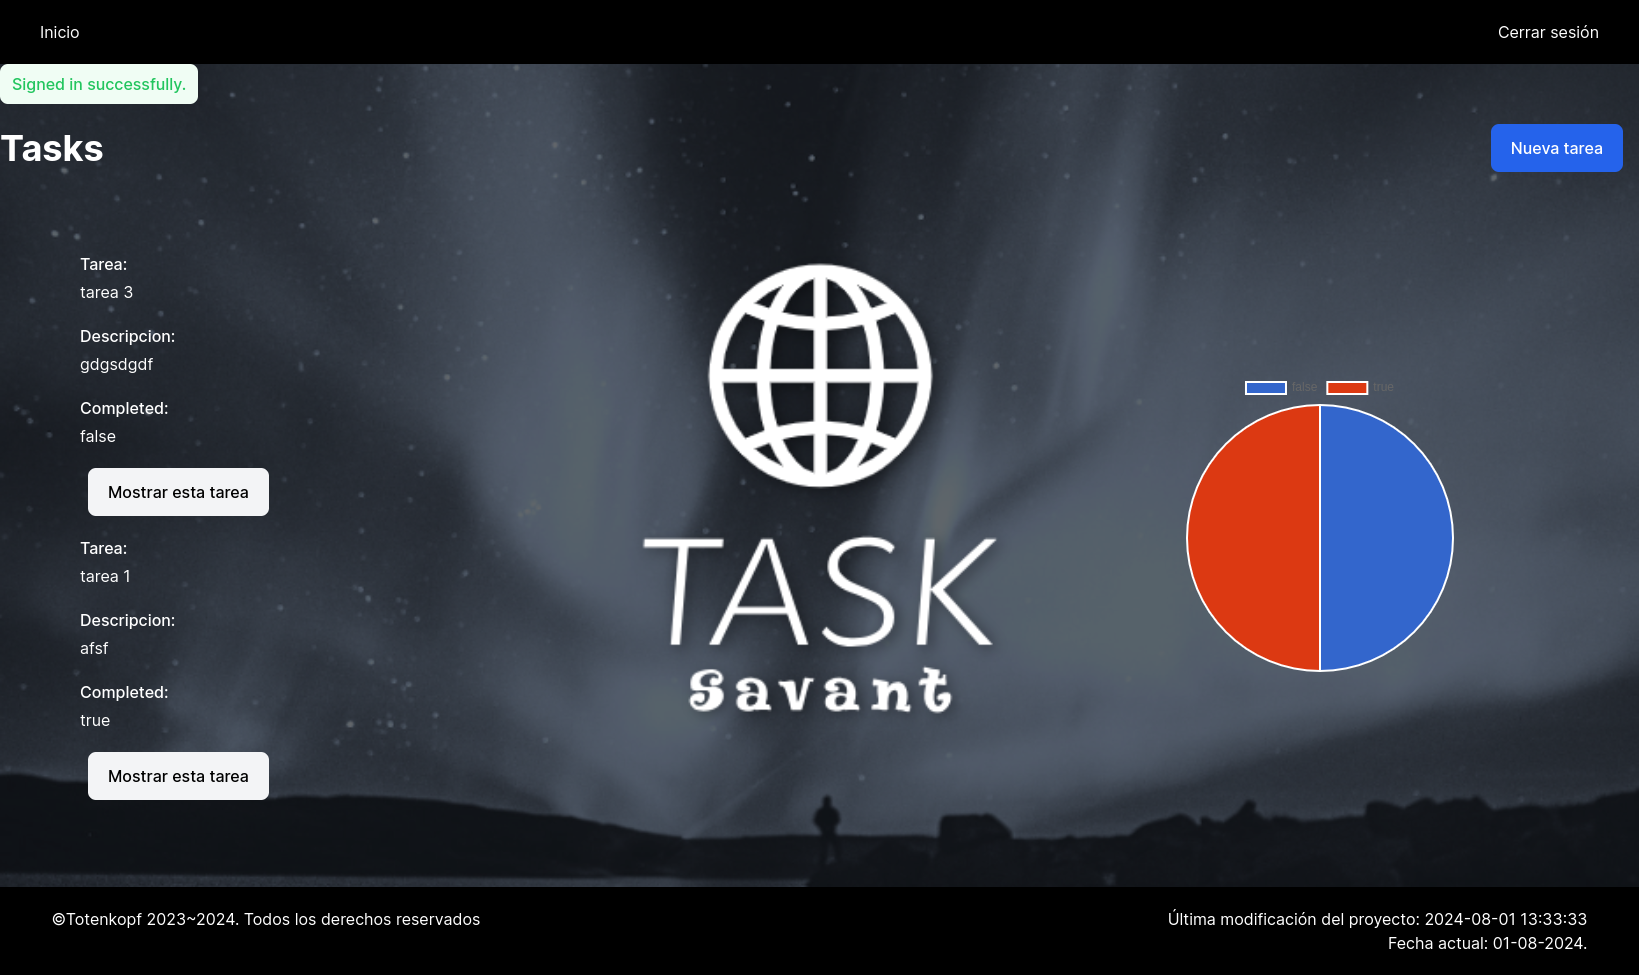 Inicio
Cerrar sesión
Signed in successfully.
Tasks
Nueva tarea
Tarea:
tarea 3
Descripcion:
gdgsdgdf
Completed:
false
Mostrar esta tarea
Tarea:
tarea 1
Descripcion:
afsf
Completed:
true
Mostrar esta tarea
TASK
Savant
false true
©Totenkopf 2023~2024. Todos los derechos reservados
Última modificación del proyecto: 2024-08-01 13:33:33
Fecha actual: 01-08-2024.